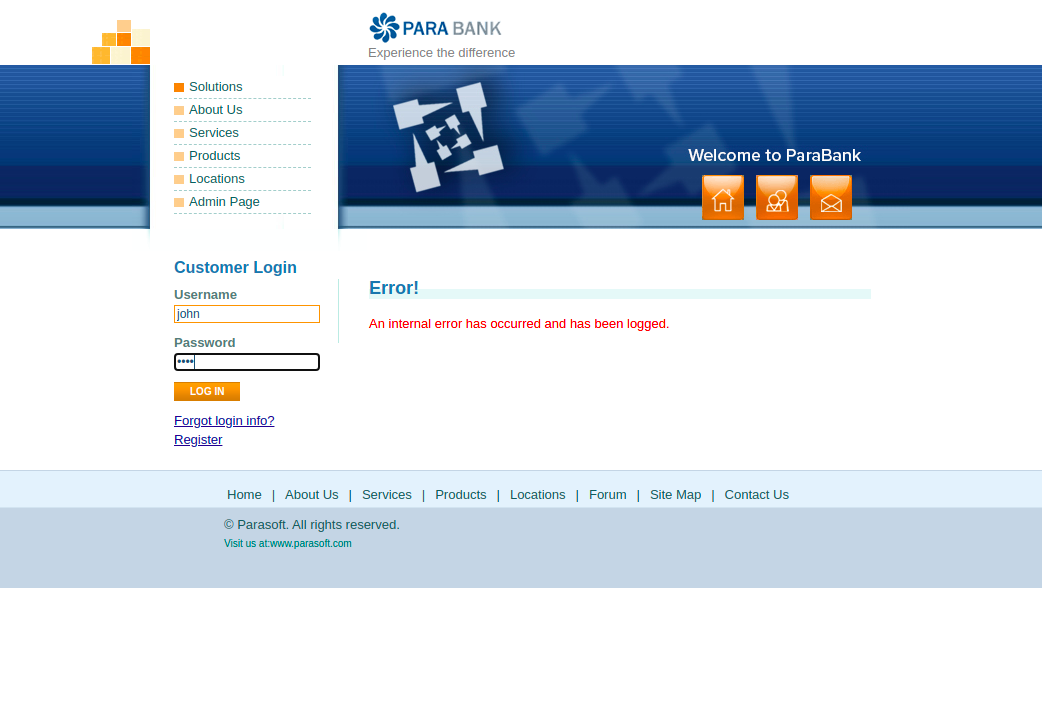 PARA BANK
Experience the difference
Solutions
About Us
Services
Products
Locations
Admin Page
Welcome to ParaBank
Customer Login
Username
john
Password
••••
LOG IN
Forgot login info?
Register
Error!
An internal error has occurred and has been logged.
Home | About Us | Services | Products | Locations | Forum | Site Map | Contact Us
© Parasoft. All rights reserved.
Visit us at:www.parasoft.com